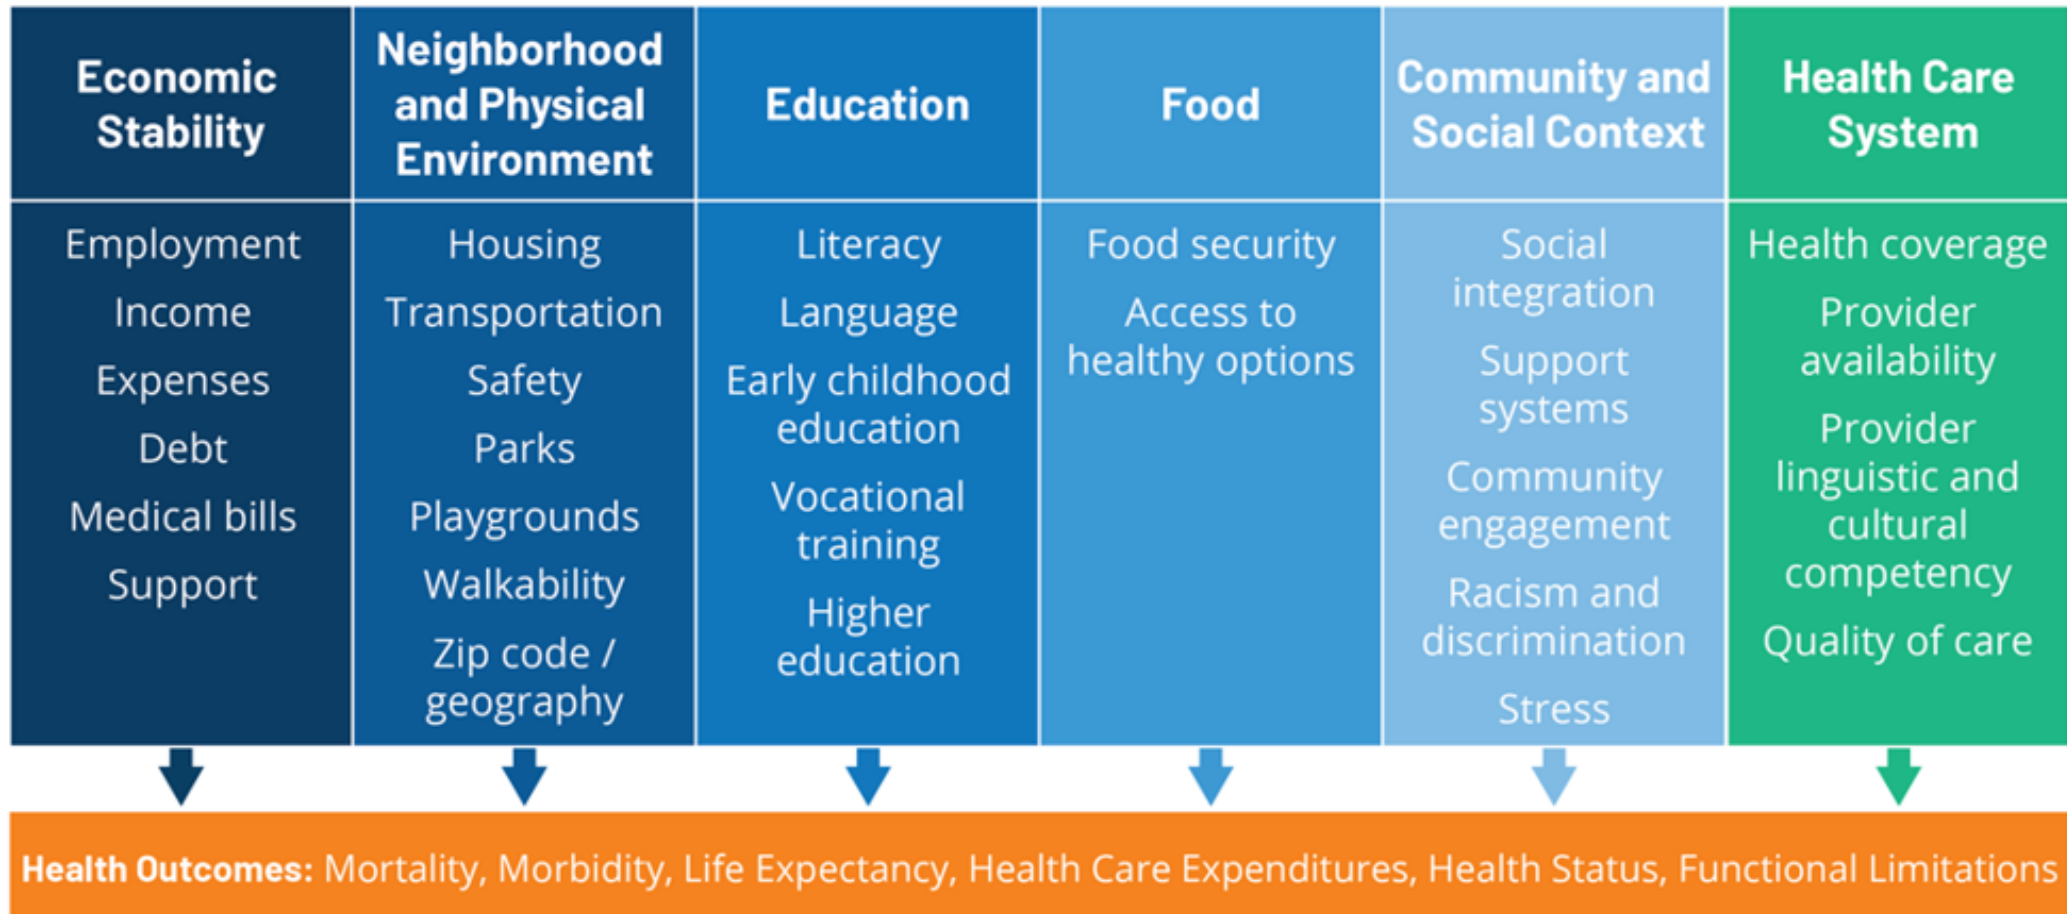 Economic
Stability
Employment
Income
Expenses
Debt
Medical bills
Support
Neighborhood
and Physical
Environment
Housing
Transportation
Safety
Parks
Playgrounds
Walkability
Zip code /
geography
Education
Literacy
Language
Early childhood
education
Vocational
training
Higher
education
Food
Food security
Access to
healthy options
Community and
Social Context
Social
integration
Support
systems
Community
engagement
Racism and
discrimination
Stress
Health Care
System
Health coverage
Provider
availability
Provider
linguistic and
cultural
competency
Quality of care
Health Outcomes: Mortality, Morbidity, Life Expectancy, Health Care Expenditures, Health Status, Functional Limitations